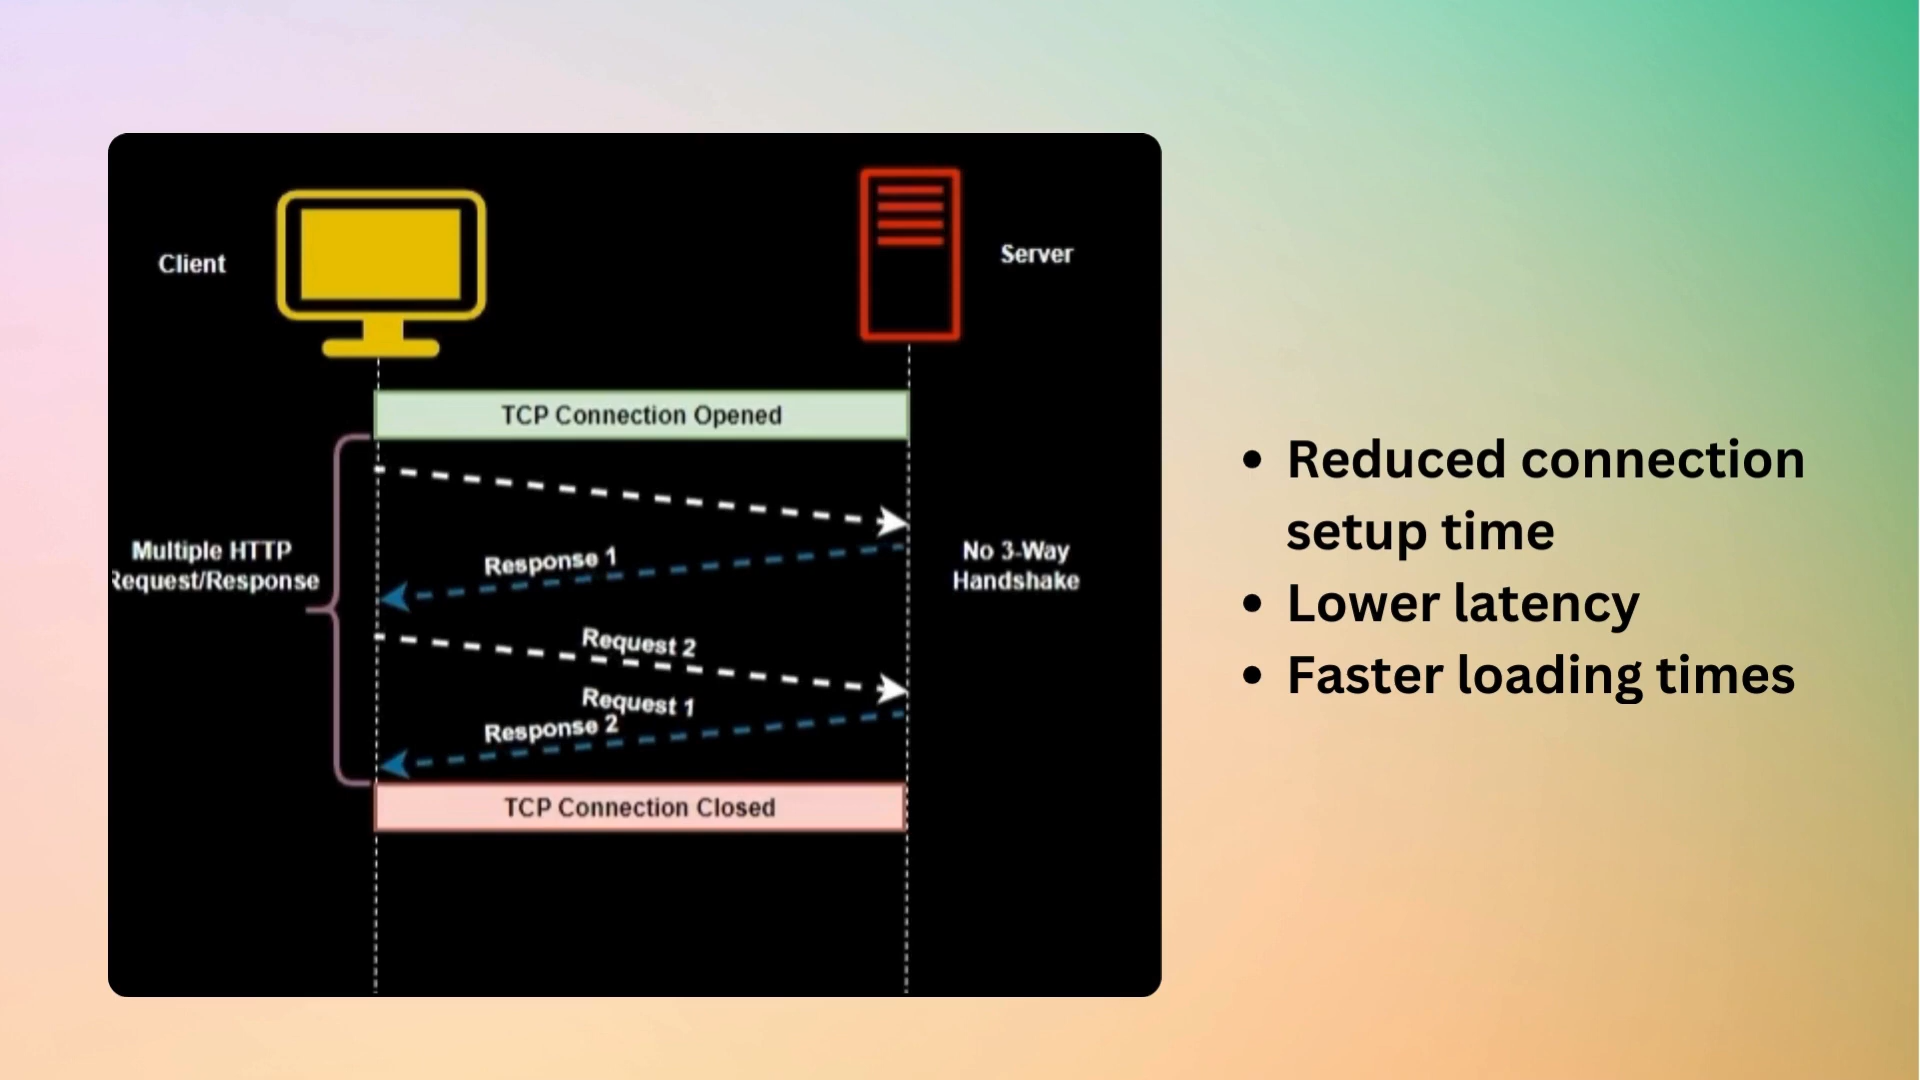 Client
Server
TCP Connection Opened
Multiple HTTP
Request/Response
Response 1
No 3-Way
Handshake
Request 2
Request 1
Response 2
TCP Connection Closed
• Reduced connection
setup time
• Lower latency
• Faster loading times